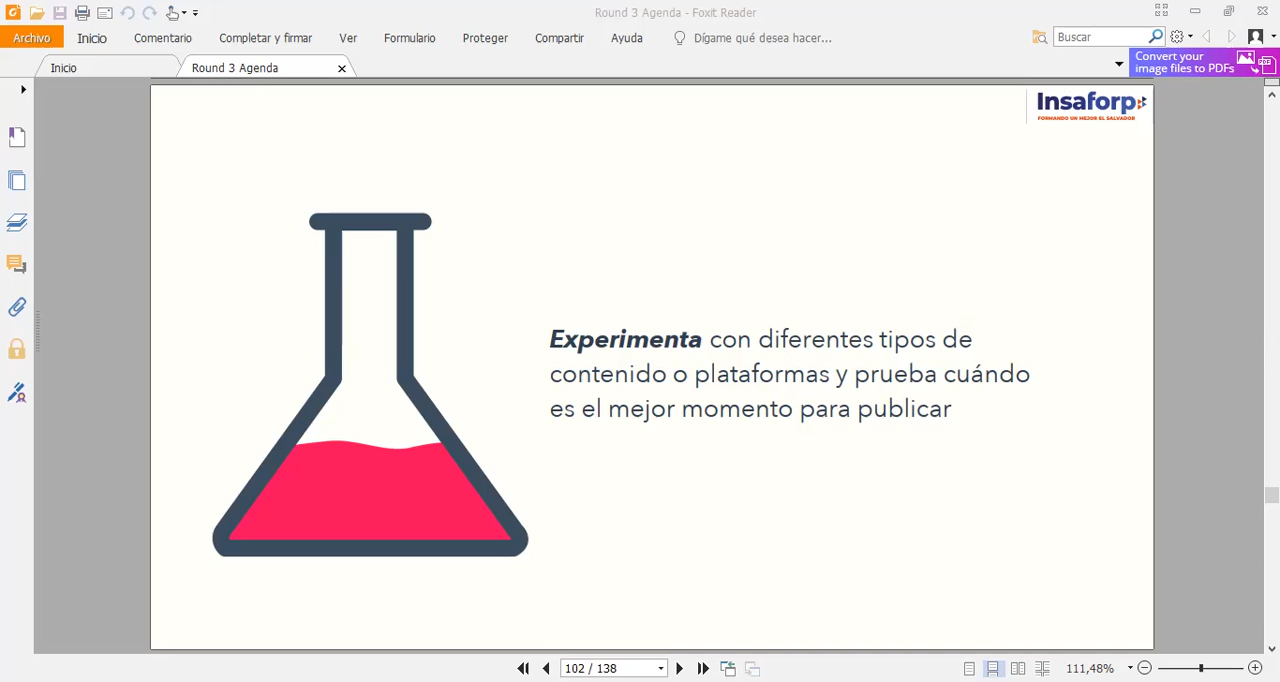 Round 3 Agenda - Foxit Reader
Archivo Inicio Comentario Completar y firmar Ver Formulario Proteger Compartir Ayuda Dígame qué desea hacer... Buscar
Inicio Round 3 Agenda
Convert your
image files to PDFs
Insaforp
FORMANDO UN MEJOR EL SALVADOR
Experimenta con diferentes tipos de
contenido o plataformas y prueba cuándo
es el mejor momento para publicar
102 / 138 111,48%